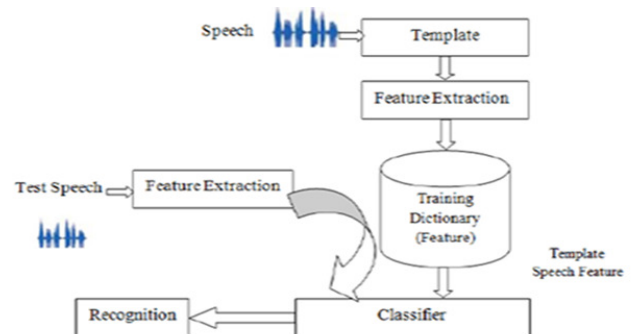 Speech
Template
Feature Extraction
Test Speech
Feature Extraction
Training
Dictionary
(Feature)
Template
Speech Feature
Recognition
Classifier